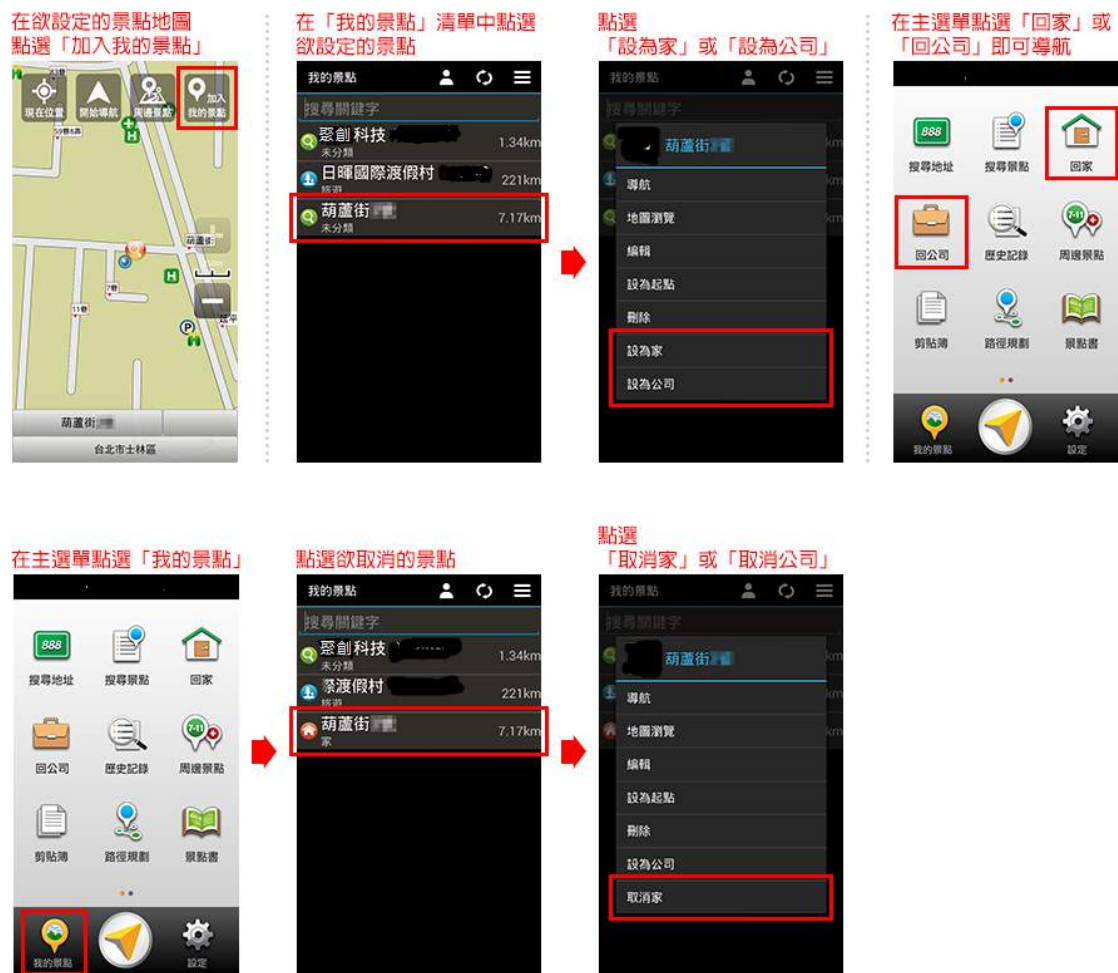 在欲設定的景點地圖
點選「加入我的景點」
現在位置
開始導航
周邊景點
加入
我的景點
59巷8弄
葫蘆街
7巷
11巷
P
H
H
葫蘆街
台北市士林區
在「我的景點」清單中點選
欲設定的景點
我的景點
搜尋關鍵字
聚創科技
1.34km
未分類
日暉國際渡假村
221km
旅遊
葫蘆街
7.17km
未分類
點選
「設為家」或「設為公司」
我的景點
搜尋關鍵字
葫蘆街
導航
地圖瀏覽
編輯
設為起點
刪除
設為家
設為公司
在主選單點選「回家」或
「回公司」即可導航
888
搜尋地址
搜尋景點
回家
7-11
回公司
歷史記錄
周邊景點
剪貼簿
路徑規劃
景點書
我的景點
設定
在主選單點選「我的景點」
888
搜尋地址
搜尋景點
回家
7-11
回公司
歷史記錄
周邊景點
剪貼簿
路徑規劃
景點書
我的景點
設定
點選欲取消的景點
我的景點
搜尋關鍵字
聚創科技
1.34km
未分類
際渡假村
221km
旅遊
葫蘆街
7.17km
家
點選
「取消家」或「取消公司」
我的景點
搜尋關鍵字
葫蘆街
導航
地圖瀏覽
編輯
設為起點
刪除
設為公司
取消家